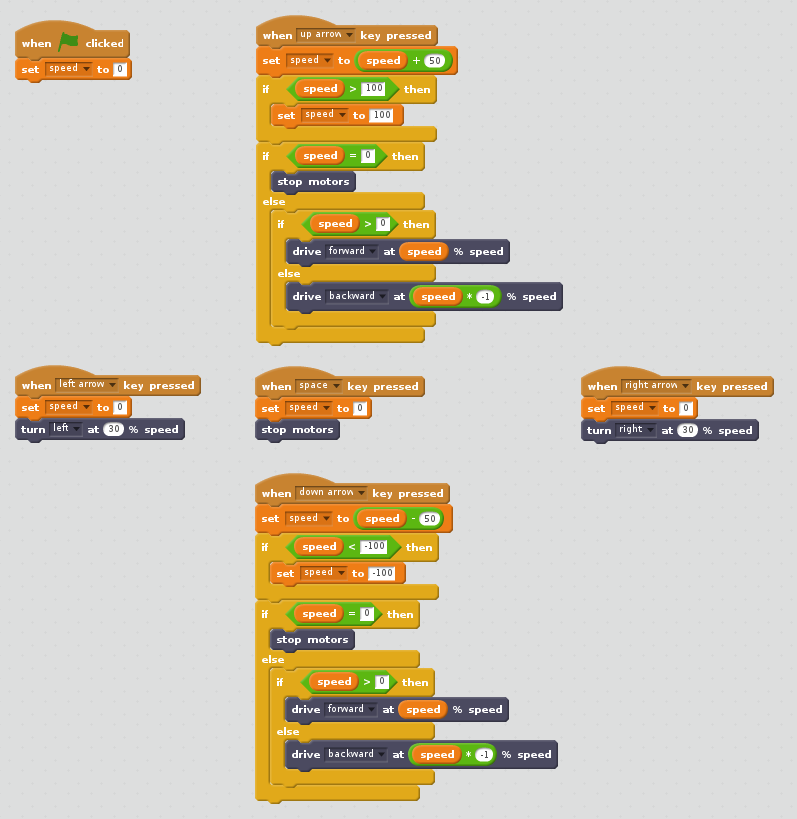 when clicked
set speed to 0
when up arrow key pressed
set speed to speed + 50
if speed > 100 then
set speed to 100
if speed = 0 then
stop motors
else
if speed > 0 then
drive forward at speed % speed
else
drive backward at speed * -1 % speed
when left arrow key pressed
set speed to 0
turn left at 30 % speed
when space key pressed
set speed to 0
stop motors
when right arrow key pressed
set speed to 0
turn right at 30 % speed
when down arrow key pressed
set speed to speed - 50
if speed < -100 then
set speed to -100
if speed = 0 then
stop motors
else
if speed > 0 then
drive forward at speed % speed
else
drive backward at speed * -1 % speed